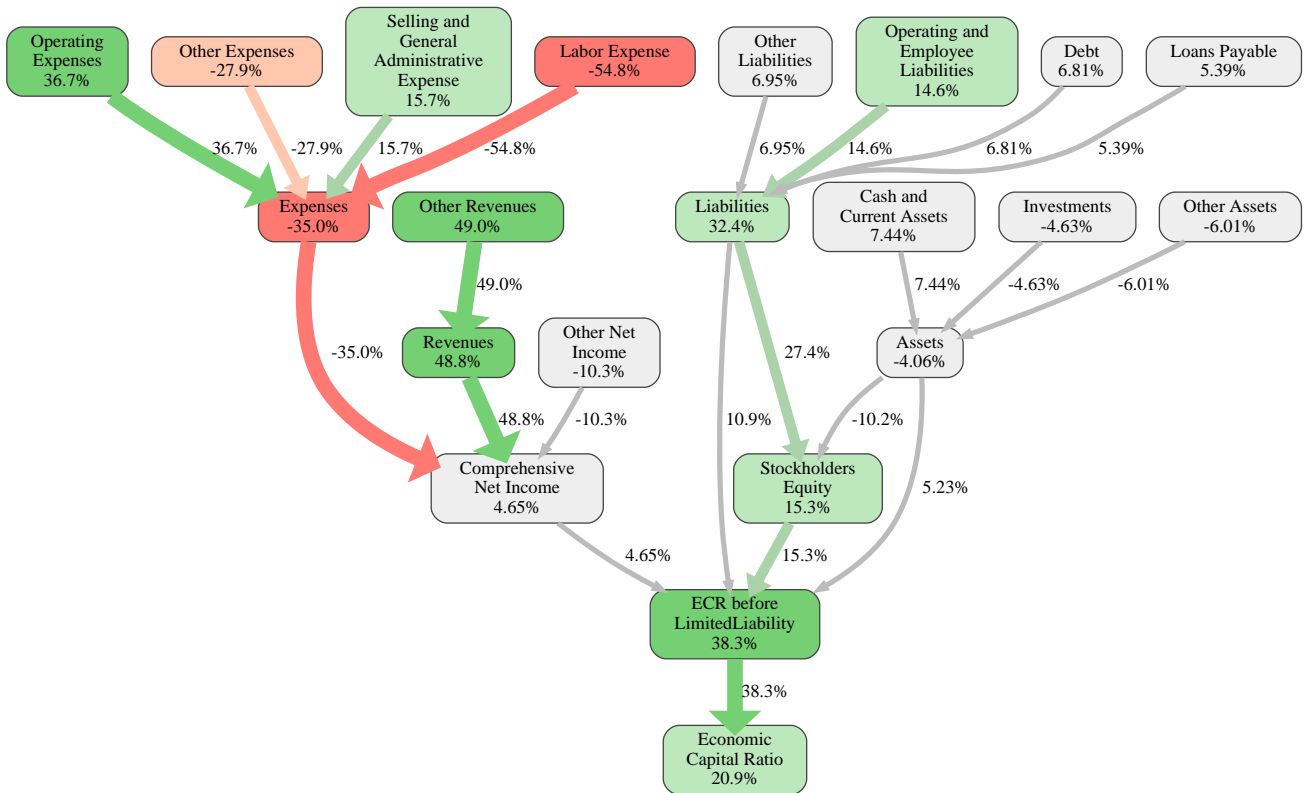 Operating
Expenses
36.7%
Other Expenses
-27.9%
Selling and
General
Administrative
Expense
15.7%
Labor Expense
-54.8%
Other
Liabilities
6.95%
Operating and
Employee
Liabilities
14.6%
Debt
6.81%
Loans Payable
5.39%
36.7%
-27.9%
15.7%
-54.8%
6.95%
14.6%
6.81%
5.39%
Expenses
-35.0%
Other Revenues
49.0%
Liabilities
32.4%
Cash and
Current Assets
7.44%
Investments
-4.63%
Other Assets
-6.01%
49.0%
7.44%
-4.63%
-6.01%
-35.0%
Revenues
48.8%
Other Net
Income
-10.3%
27.4%
Assets
-4.06%
48.8%
-10.3%
10.9%
-10.2%
Comprehensive
Net Income
4.65%
Stockholders
Equity
15.3%
5.23%
4.65%
15.3%
ECR before
LimitedLiability
38.3%
38.3%
Economic
Capital Ratio
20.9%